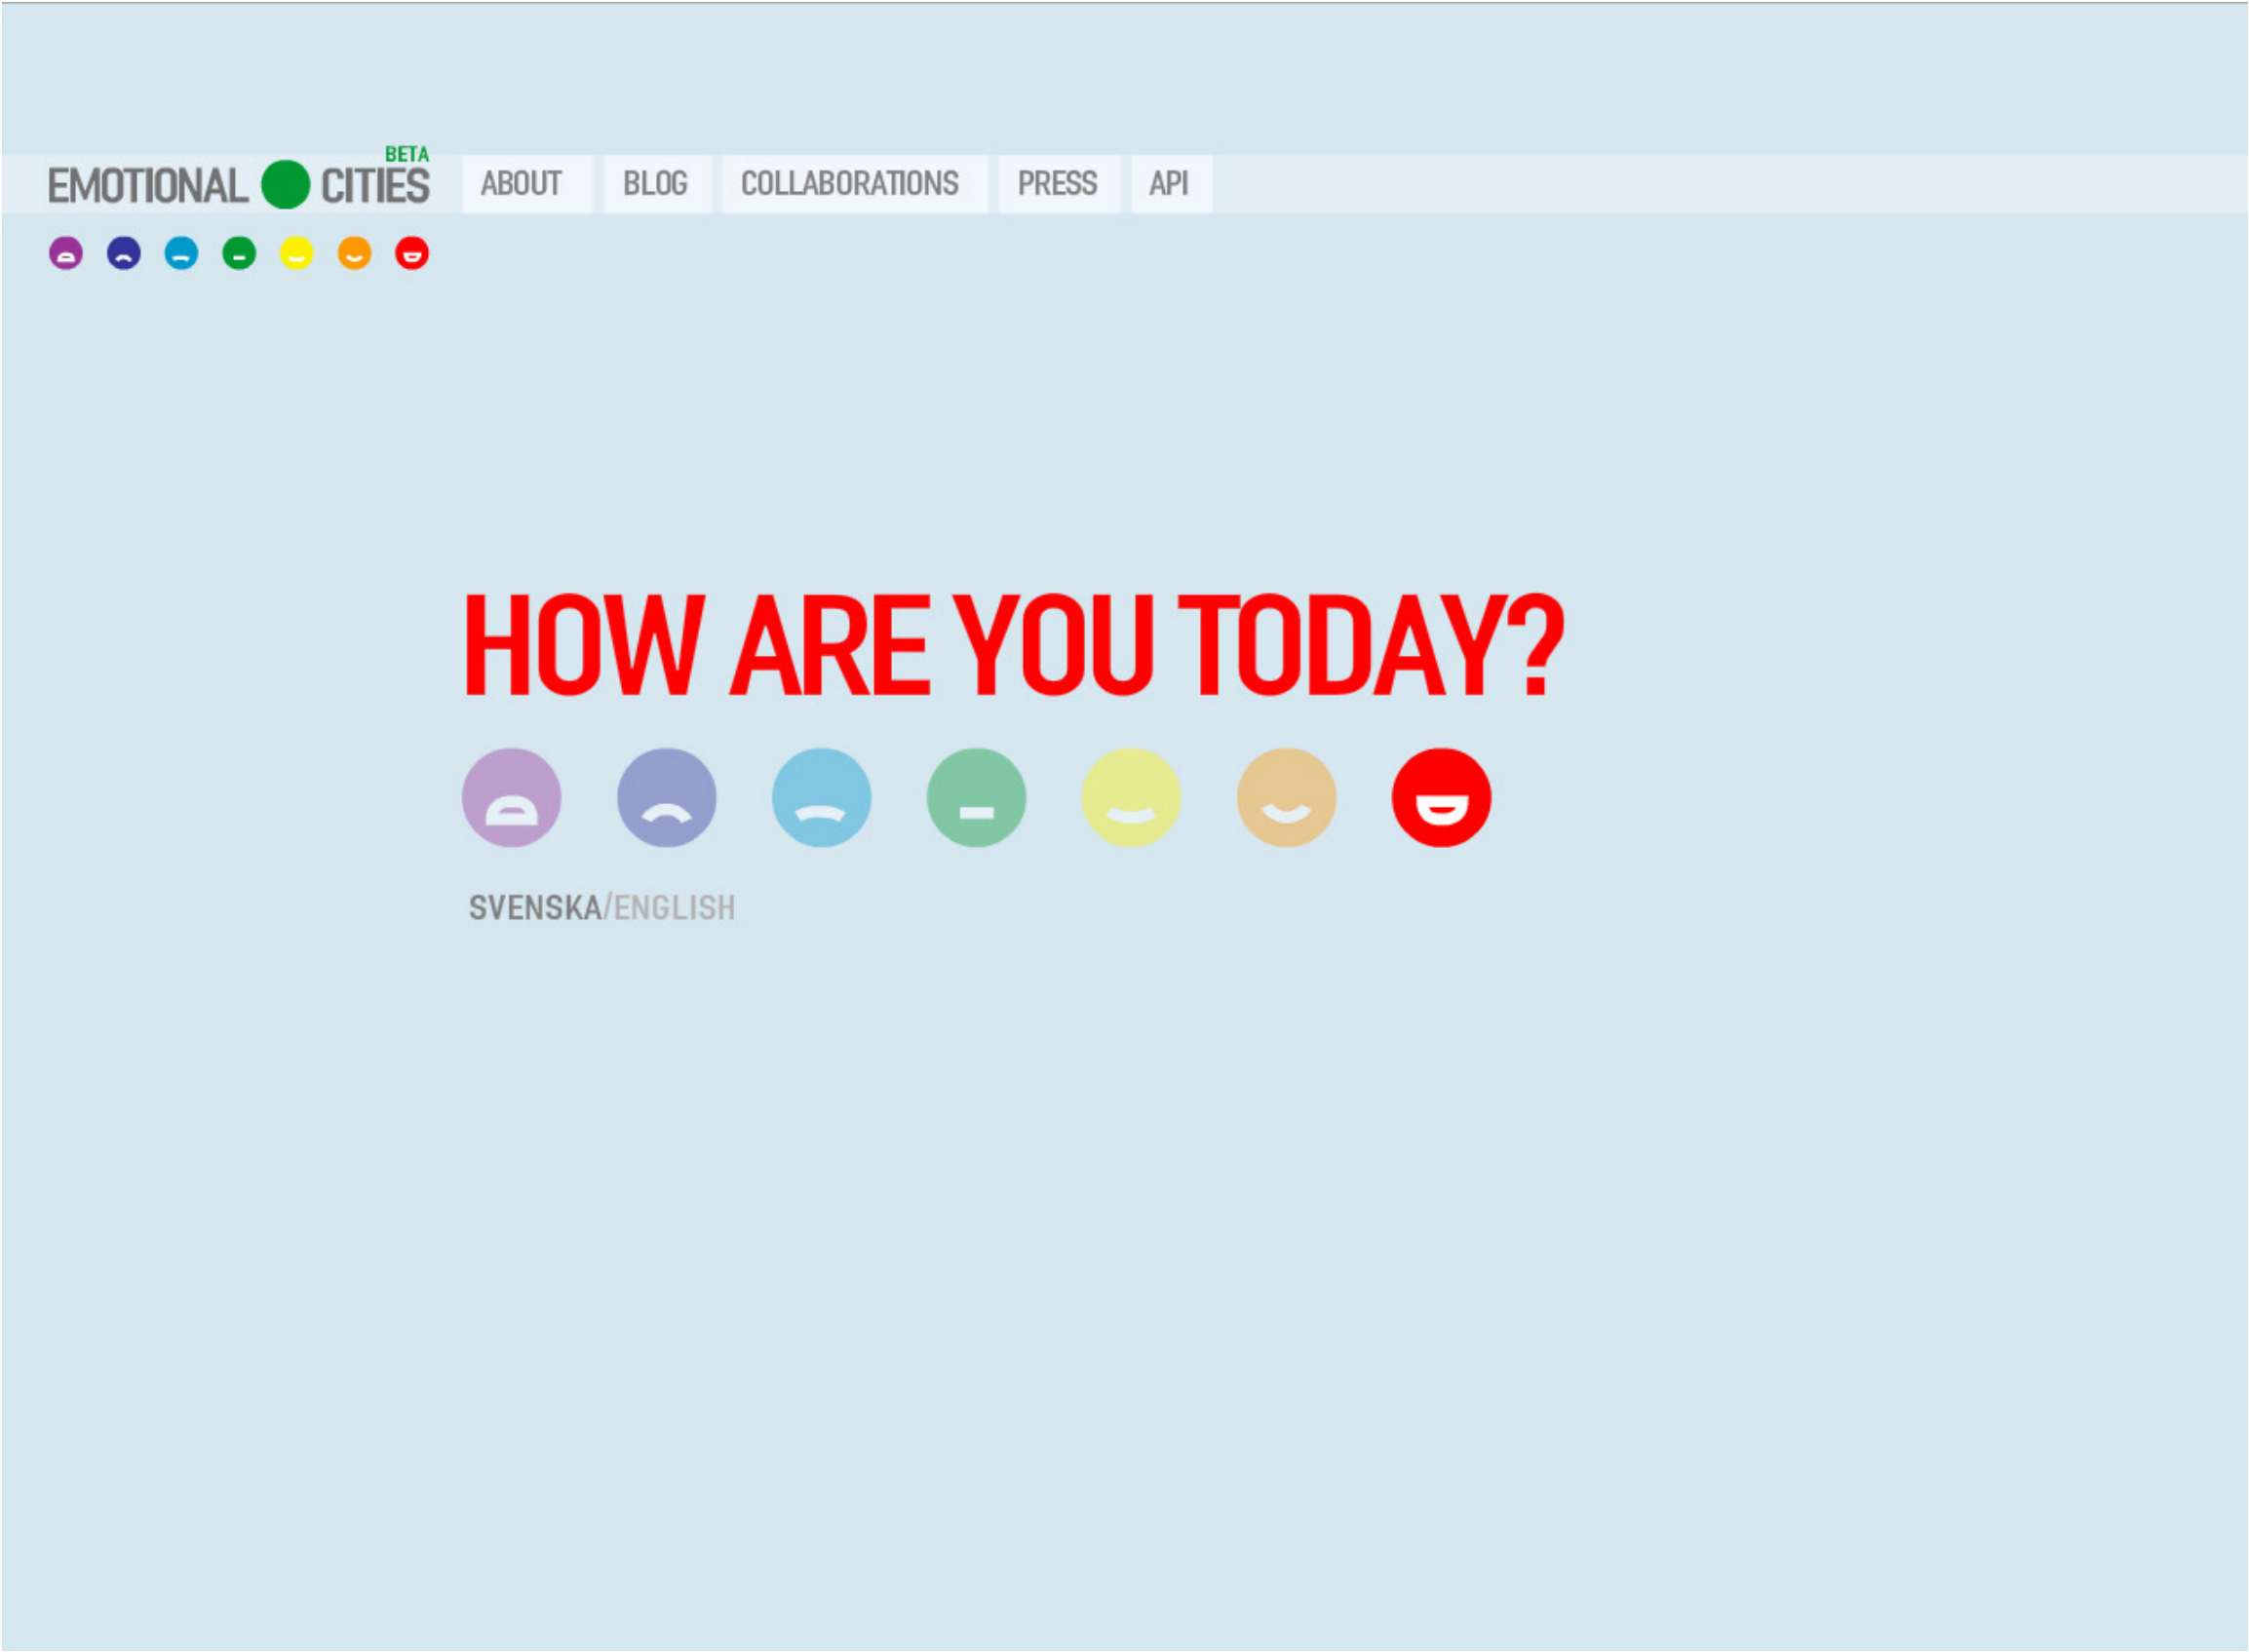 BETA
EMOTIONAL CITIES
ABOUT
BLOG
COLLABORATIONS
PRESS
API
HOW ARE YOU TODAY?
SVENSKA/ENGLISH